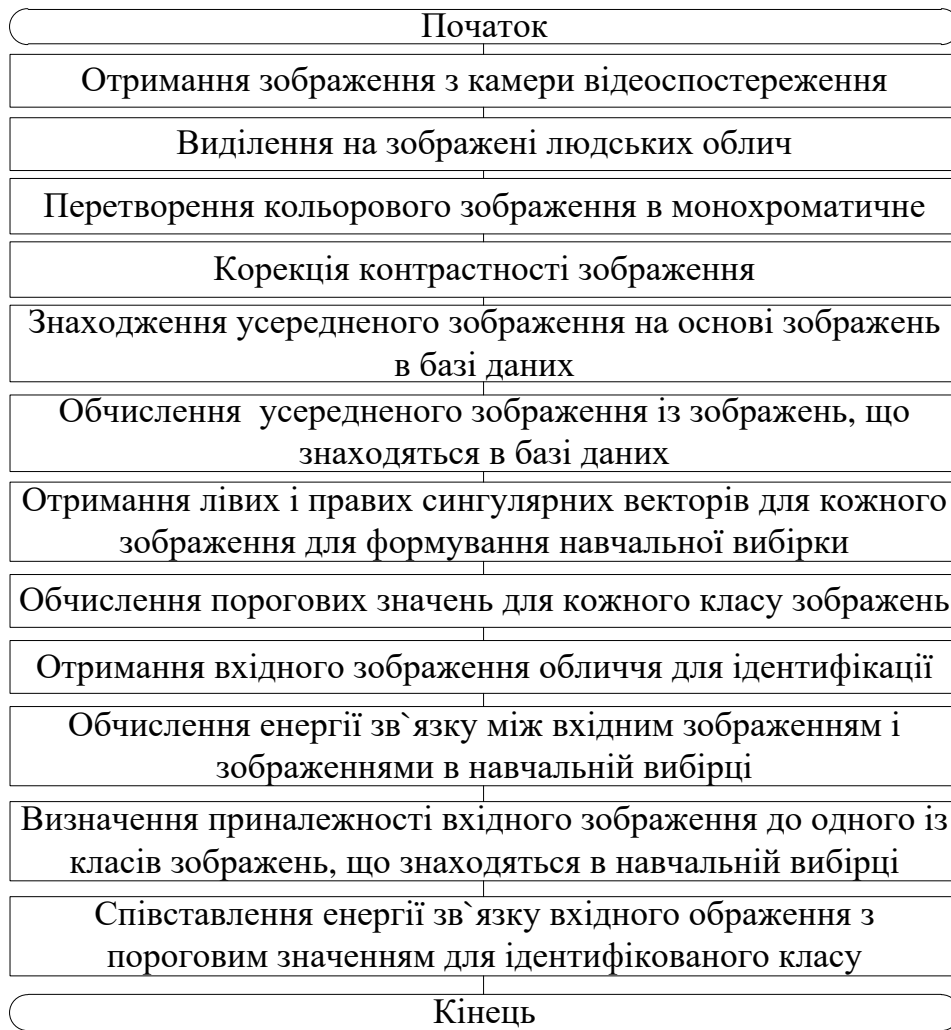 Початок
Отримання зображення з камери відеоспостереження
Виділення на зображені людських облич
Перетворення кольорового зображення в монохроматичне
Корекція контрастності зображення
Знаходження усередненого зображення на основі зображень
в базі даних
Обчислення  усередненого зображення із зображень, що
знаходяться в базі даних
Отримання лівих і правих сингулярних векторів для кожного
зображення для формування навчальної вибірки
Обчислення порогових значень для кожного класу зображень
Отримання вхідного зображення обличчя для ідентифікації
Обчислення енергії зв`язку між вхідним зображенням і
зображеннями в навчальній вибірці
Визначення приналежності вхідного зображення до одного із
класів зображень, що знаходяться в навчальній вибірці
Співставлення енергії зв`язку вхідного ображення з
пороговим значенням для ідентифікованого класу
Кінець